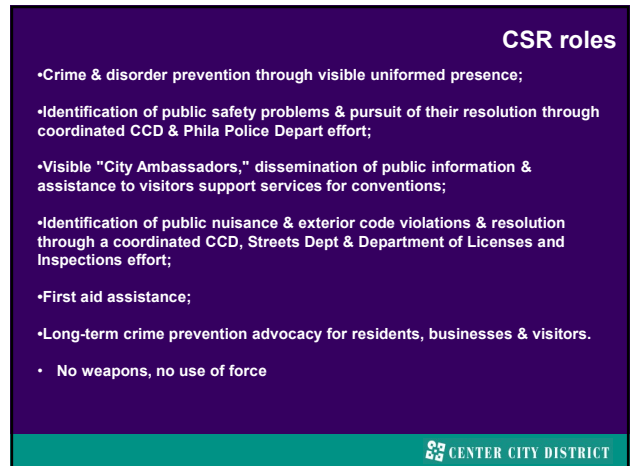 CSR roles
•Crime & disorder prevention through visible uniformed presence;
•Identification of public safety problems & pursuit of their resolution through
coordinated CCD & Phila Police Depart effort;
•Visible "City Ambassadors," dissemination of public information &
assistance to visitors support services for conventions;
•Identification of public nuisance & exterior code violations & resolution
through a coordinated CCD, Streets Dept & Department of Licenses and
Inspections effort;
•First aid assistance;
•Long-term crime prevention advocacy for residents, businesses & visitors.
• No weapons, no use of force
CENTER CITY DISTRICT